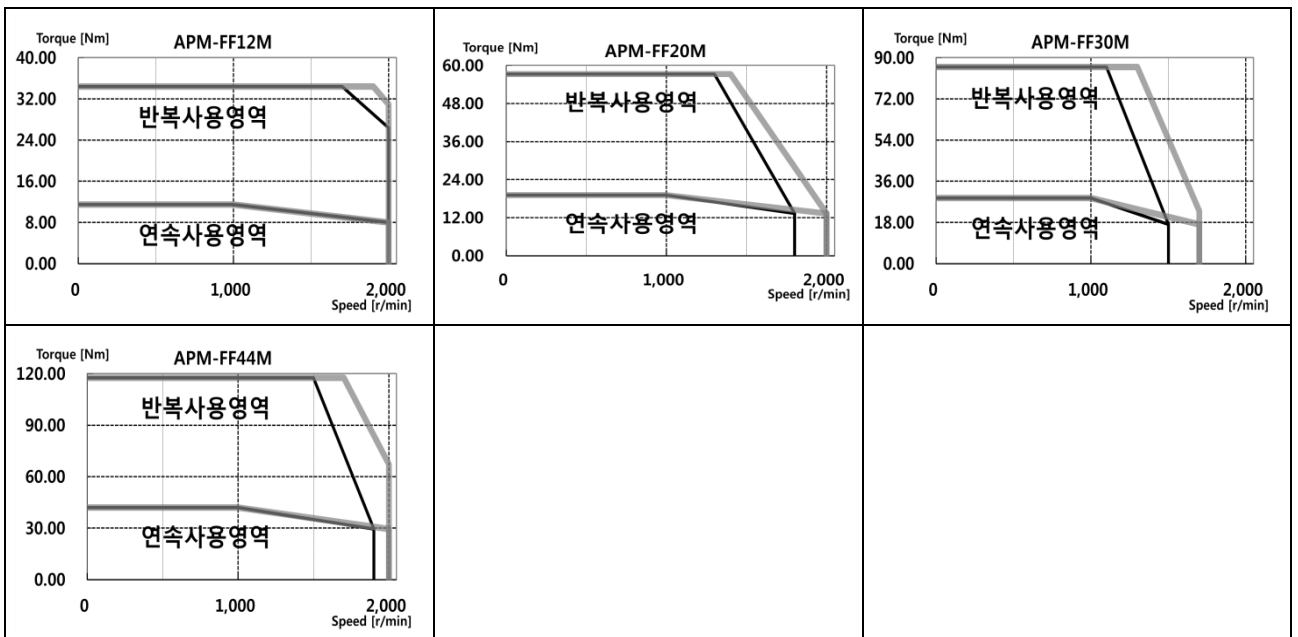 Torque [Nm] APM-FF12M
40.00
32.00
반복사용영역
24.00
16.00
8.00
연속사용영역
0.00
0 1,000 2,000
Speed [r/min]
Torque [Nm] APM-FF20M
60.00
반복사용영역
48.00
36.00
24.00
12.00
연속사용영역
0.00
0 1,000 2,000
Speed [r/min]
Torque [Nm] APM-FF30M
90.00
72.00
반복사용영역
54.00
36.00
18.00
연속사용영역
0.00
0 1,000 2,000
Speed [r/min]
Torque [Nm] APM-FF44M
120.00
반복사용영역
90.00
60.00
30.00
연속사용영역
0.00
0 1,000 2,000
Speed [r/min]